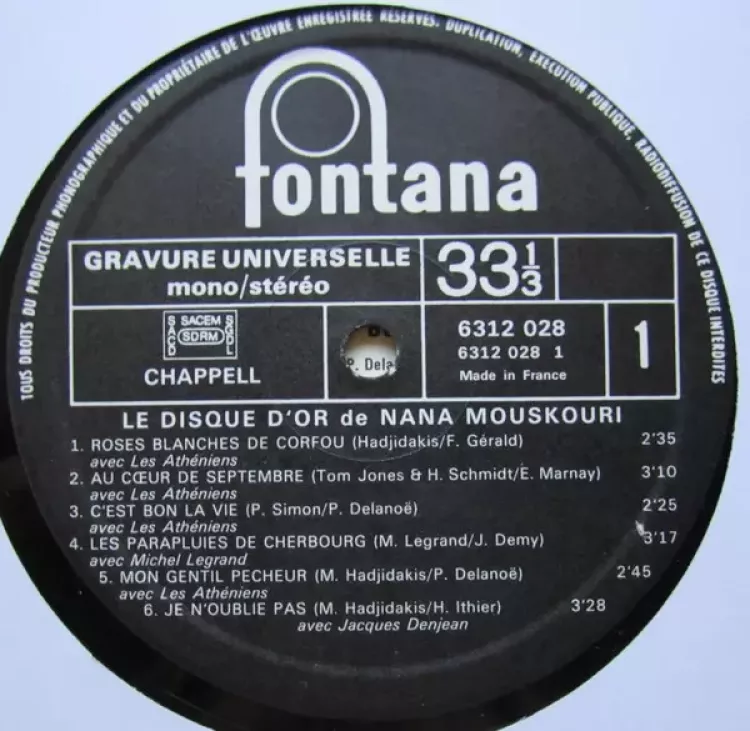 TOUS DROITS DU PRODUCTEUR PHONOGRAPHIQUE ET DU PROPRIÉTAIRE DE L'ŒUVRE ENREGISTRÉE RÉSERVÉS. DUPLICATION, EXÉCUTION PUBLIQUE, RADIODIFFUSION DE CE DISQUE INTERDITES
fontana
GRAVURE UNIVERSELLE
mono/stéréo
33 1/3
SACEM
SACD
SDRM
SGDL
CHAPPELL
P. Dela
6312 028
6312 028 1
Made in France
1
LE DISQUE D'OR de NANA MOUSKOURI
1. ROSES BLANCHES DE CORFOU (Hadjidakis/F. Gérald) 2'35
avec Les Athéniens
2. AU CŒUR DE SEPTEMBRE (Tom Jones & H. Schmidt/E. Marnay) 3'10
avec Les Athéniens
3. C'EST BON LA VIE (P. Simon/P. Delanoë) 2'25
avec Les Athéniens
4. LES PARAPLUIES DE CHERBOURG (M. Legrand/J. Demy) 3'17
avec Michel Legrand
5. MON GENTIL PECHEUR (M. Hadjidakis/P. Delanoë) 2'45
avec Les Athéniens
6. JE N'OUBLIE PAS (M. Hadjidakis/H. Ithier) 3'28
avec Jacques Denjean